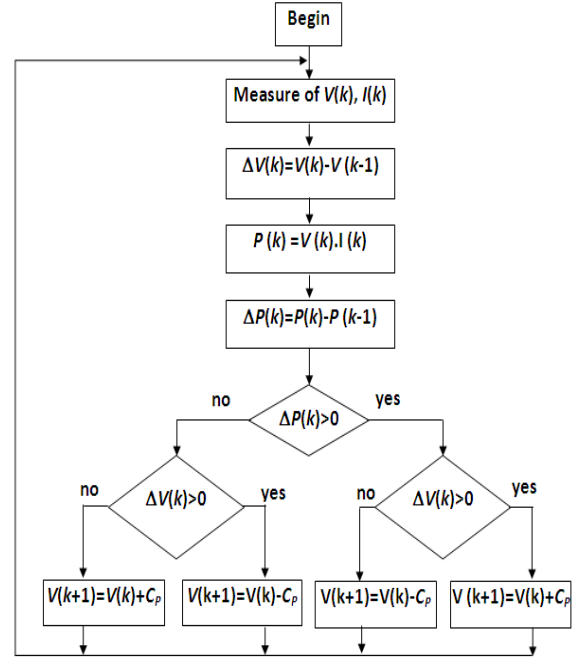 Begin
Measure of V(k), I(k)
ΔV(k)=V(k)-V (k-1)
P (k) =V (k).I (k)
ΔP(k)=P(k)-P (k-1)
no
yes
ΔP(k)>0
no
yes
no
yes
ΔV(k)>0
ΔV(k)>0
V(k+1)=V(k)+CP
V(k+1)=V(k)-CP
V(k+1)=V(k)-CP
V (k+1)=V(k)+CP